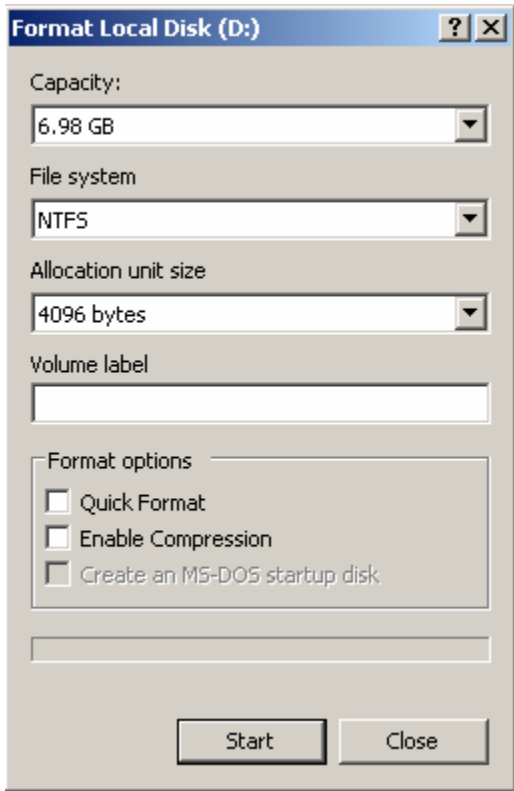 Format Local Disk (D:)
Capacity:
6.98 GB
File system
NTFS
Allocation unit size
4096 bytes
Volume label
Format options
Quick Format
Enable Compression
Create an MS-DOS startup disk
Start Close